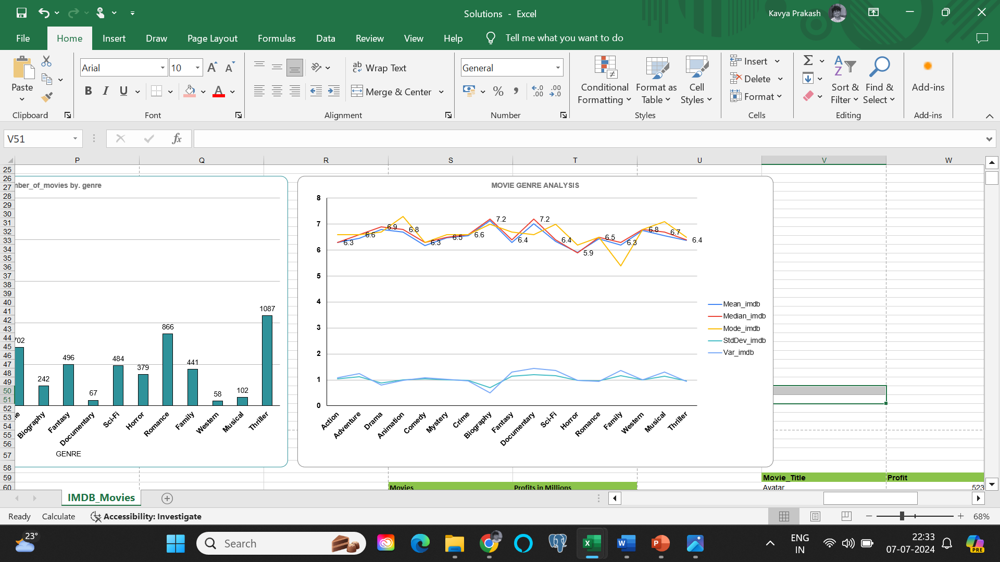 Solutions - Excel
Kavya Prakash
File Home Insert Draw Page Layout Formulas Data Review View Help Tell me what you want to do
Paste
Clipboard
Arial 10
B I U
Font
Wrap Text
Merge & Center
Alignment
General
Number
Conditional Formatting
Format as Table
Cell Styles
Styles
Insert
Delete
Format
Cells
Sort & Filter
Find & Select
Editing
Add-ins
Add-ins
V51
fx
P Q R S T U V W
25
26
27
28
29
30
31
32
33
34
35
36
37
38
39
40
41
42
43
44
45
46
47
48
49
50
51
52
53
54
55
56
57
58
59
60
mber_of_movies by. genre
702
242
496
67
484
379
866
441
58
102
1087
Biography
Fantasy
Documentary
Sci-Fi
Horror
Romance
Family
Western
Musical
Thriller
GENRE
MOVIE GENRE ANALYSIS
8
7
6
5
4
3
2
1
0
6.3
6.6
6.9
6.8
6.3
6.5
6.6
7.2
6.4
7.2
6.4
5.9
6.5
6.3
6.8
6.7
6.4
Action
Adventure
Drama
Animation
Comedy
Mystery
Crime
Biography
Fantasy
Documentary
Sci-Fi
Horror
Romance
Family
Western
Musical
Thriller
Mean_imdb
Median_imdb
Mode_imdb
StdDev_imdb
Var_imdb
Movie_Title Profit
Movies Profits in Millions
Avatar 523
IMDB_Movies
Ready Calculate Accessibility: Investigate
68%
23°
Search
ENG
IN
22:33
07-07-2024
PRE